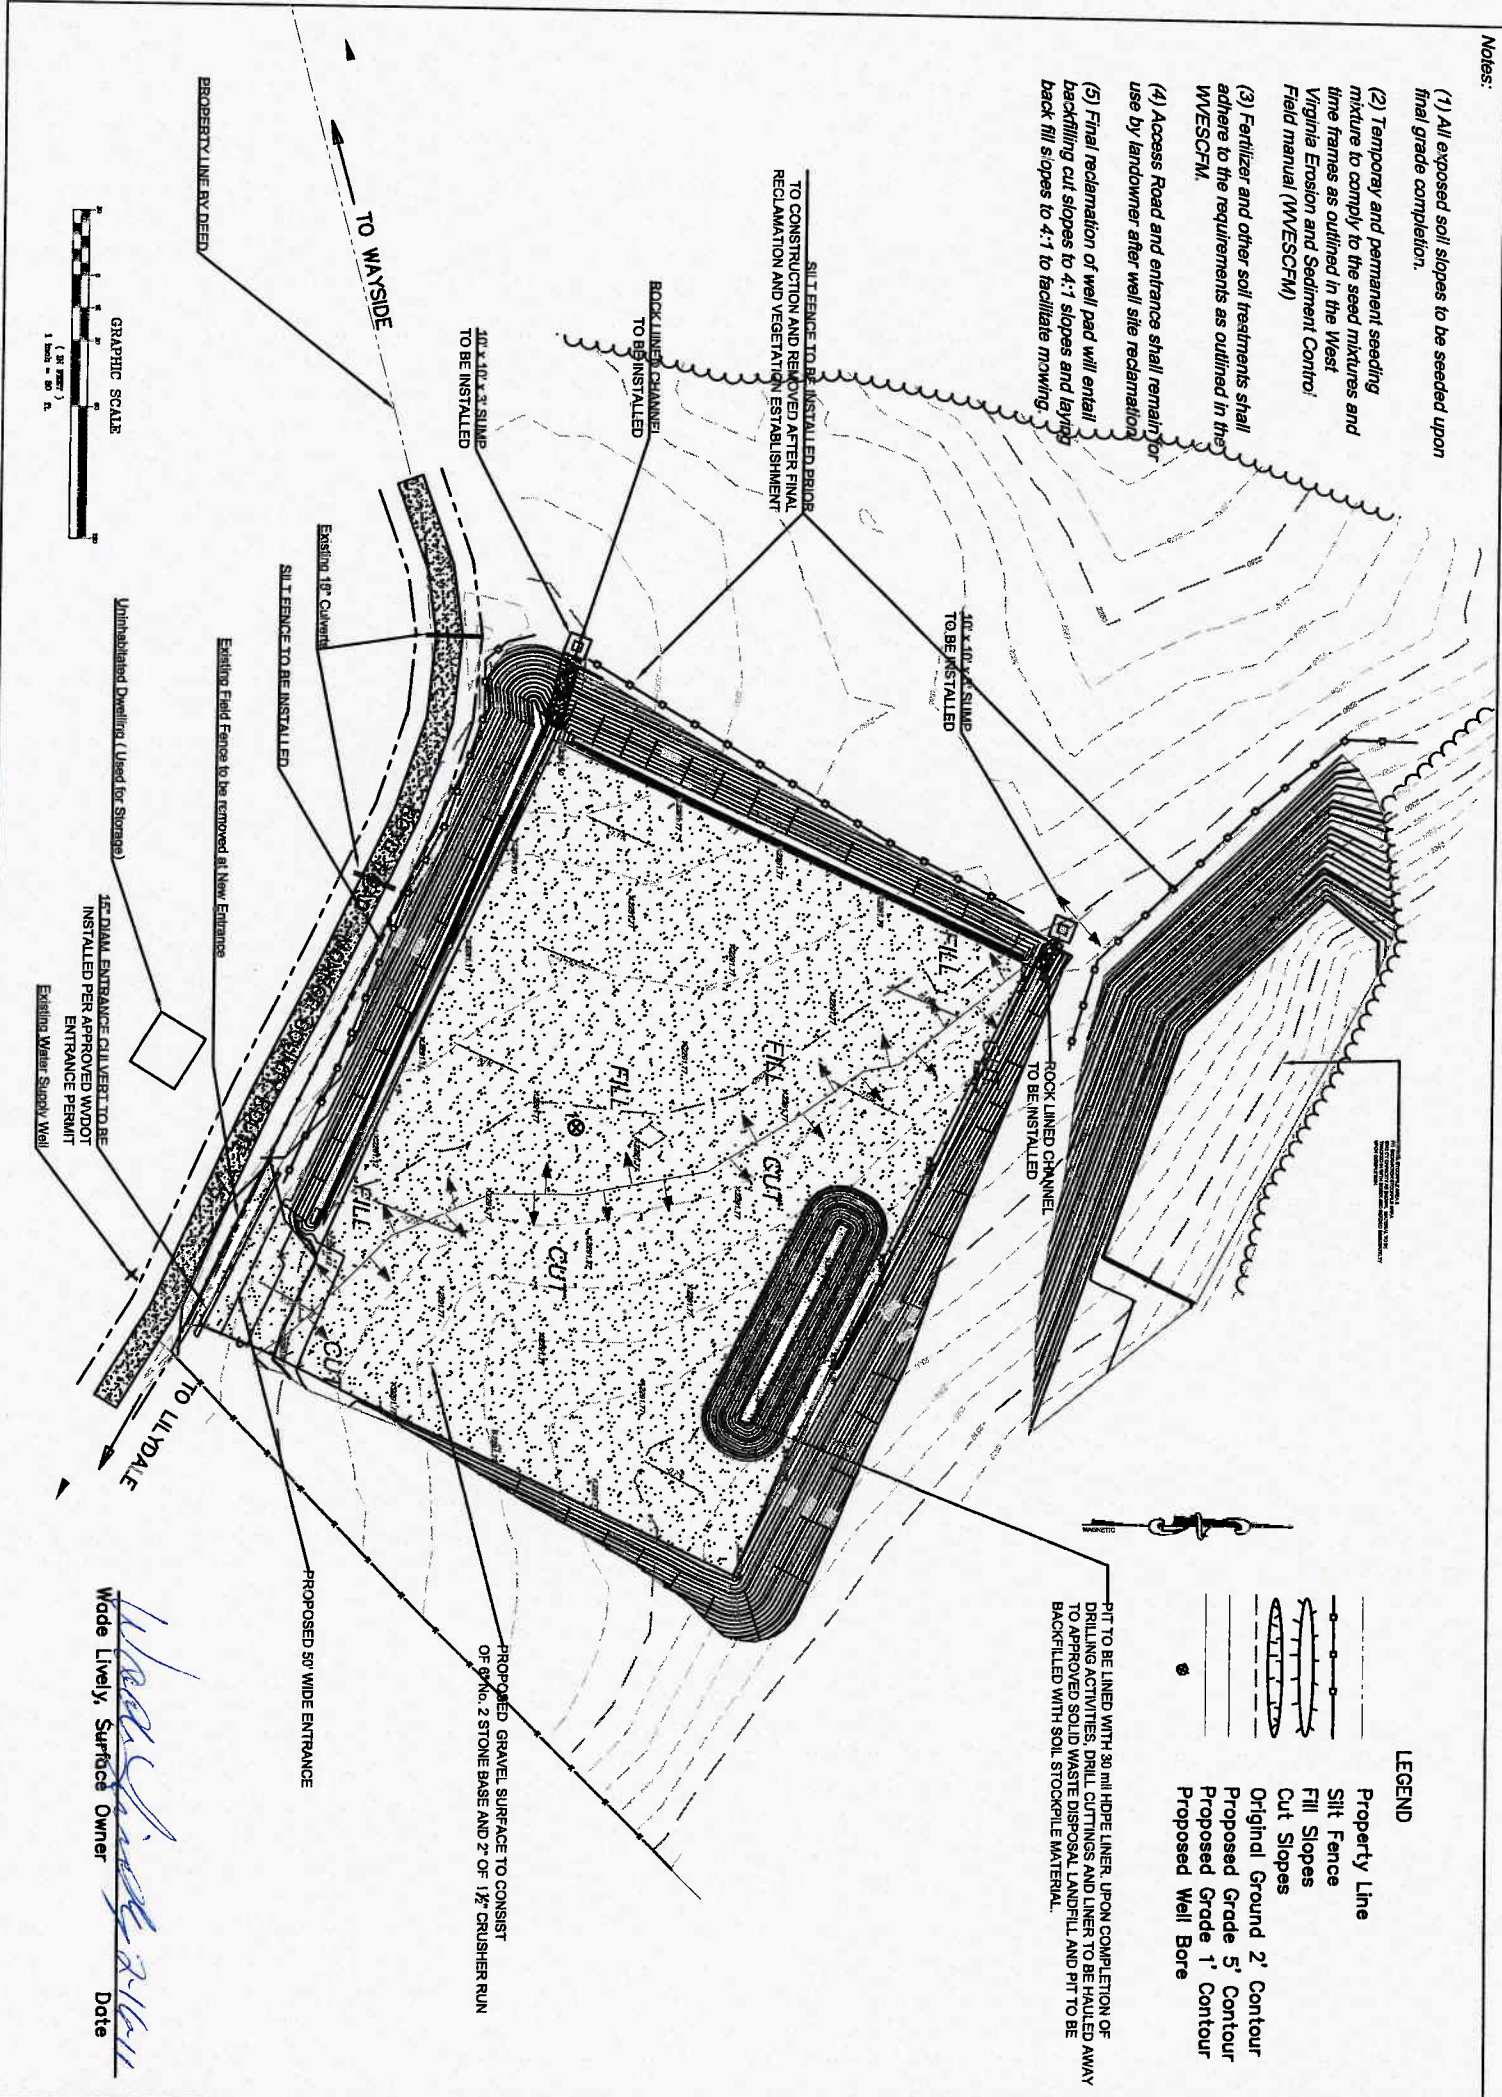 Notes:
(1) All exposed soil slopes to be seeded upon
final grade completion.
(2) Temporay and permanent seeding
mixture to comply to the seed mixtures and
time frames as outlined in the West
Virginia Erosion and Sediment Control
Field manual (WVESCFM)
(3) Fertilizer and other soil treatments shall
adhere to the requirements as outlined in the
WVESCFM.
(4) Access Road and entrance shall remain for
use by landowner after well site reclamation
(5) Final reclamation of well pad will entail
backfilling cut slopes to 4:1 slopes and laying
back fill slopes to 4:1 to facilitate mowing.
SILT FENCE TO BE INSTALLED PRIOR
TO CONSTRUCTION AND REMOVED AFTER FINAL
RECLAMATION AND VEGETATION ESTABLISHMENT
ROCK LINED CHANNEL
TO BE INSTALLED
10' x 10' x 3' SUMP
TO BE INSTALLED
TO WAYSIDE
PROPERTY LINE BY DEED
GRAPHIC SCALE
( IN FEET )
1 inch = 50 ft.
10' x 10' x 3' SUMP
TO BE INSTALLED
Existing 18" Culverts
SILT FENCE TO BE INSTALLED
Existing Field Fence to be removed at New Entrance
Uninhabitated Dwelling ( Used for Storage)
15" DIAM. ENTRANCE CULVERT TO BE
INSTALLED PER APPROVED WVDOT
ENTRANCE PERMIT
Existing Water Supply Well
ROCK LINED CHANNEL
TO BE INSTALLED
FILL
FILL
FILL
FILL
CUT
CUT
CUT
TO LILYDALE
MAGNETIC
LEGEND
Property Line
Silt Fence
Fill Slopes
Cut Slopes
Original Ground 2' Contour
Proposed Grade 5' Contour
Proposed Grade 1' Contour
Proposed Well Bore
PIT TO BE LINED WITH 30 mil HDPE LINER. UPON COMPLETION OF
DRILLING ACTIVITIES, DRILL CUTTINGS AND LINER TO BE HAULED AWAY
TO APPROVED SOLID WASTE DISPOSAL LANDFILL AND PIT TO BE
BACKFILLED WITH SOIL STOCKPILE MATERIAL.
PROPOSED GRAVEL SURFACE TO CONSIST
OF 6" No. 2 STONE BASE AND 2" OF 1½" CRUSHER RUN
PROPOSED 50' WIDE ENTRANCE
Wade Lively 2-16-11
Wade Lively, Surface Owner Date